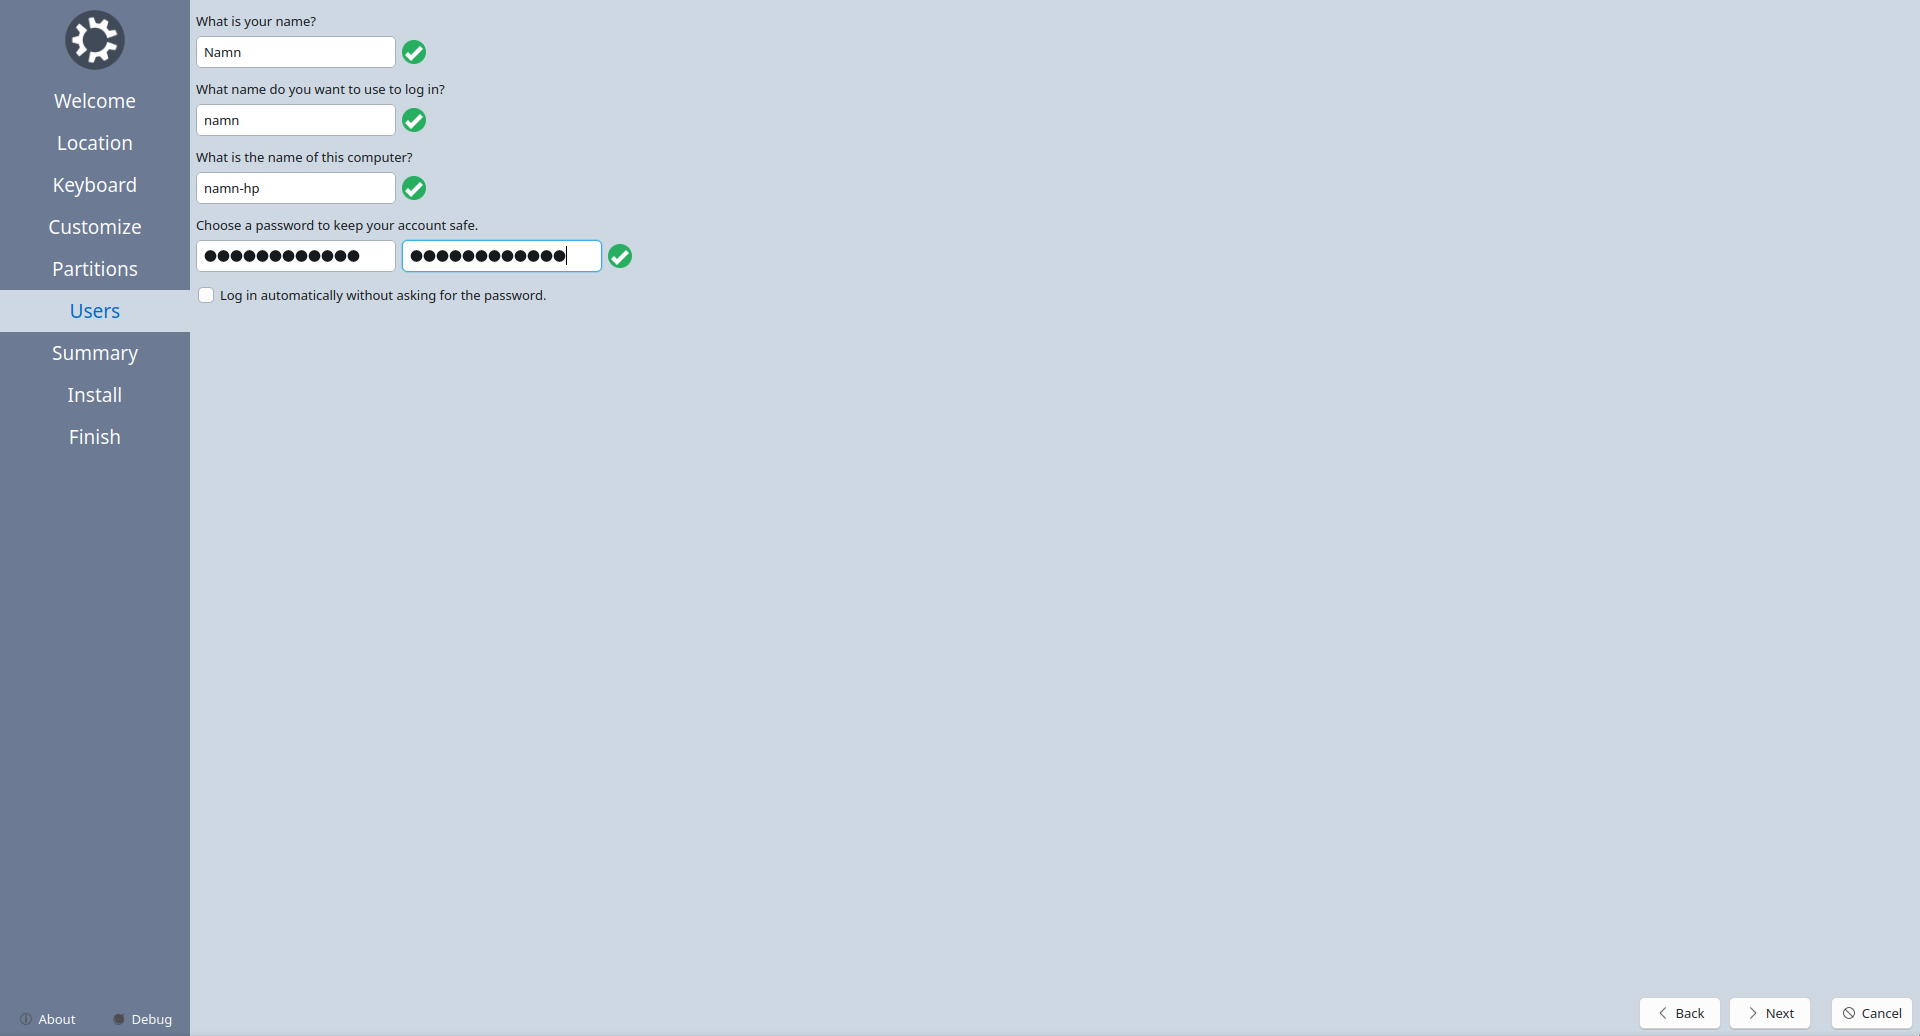 Welcome
Location
Keyboard
Customize
Partitions
Users
Summary
Install
Finish
About
Debug
What is your name?
Namn
What name do you want to use to log in?
namn
What is the name of this computer?
namn-hp
Choose a password to keep your account safe.
●●●●●●●●●●●● ●●●●●●●●●●●●
Log in automatically without asking for the password.
Back
Next
Cancel